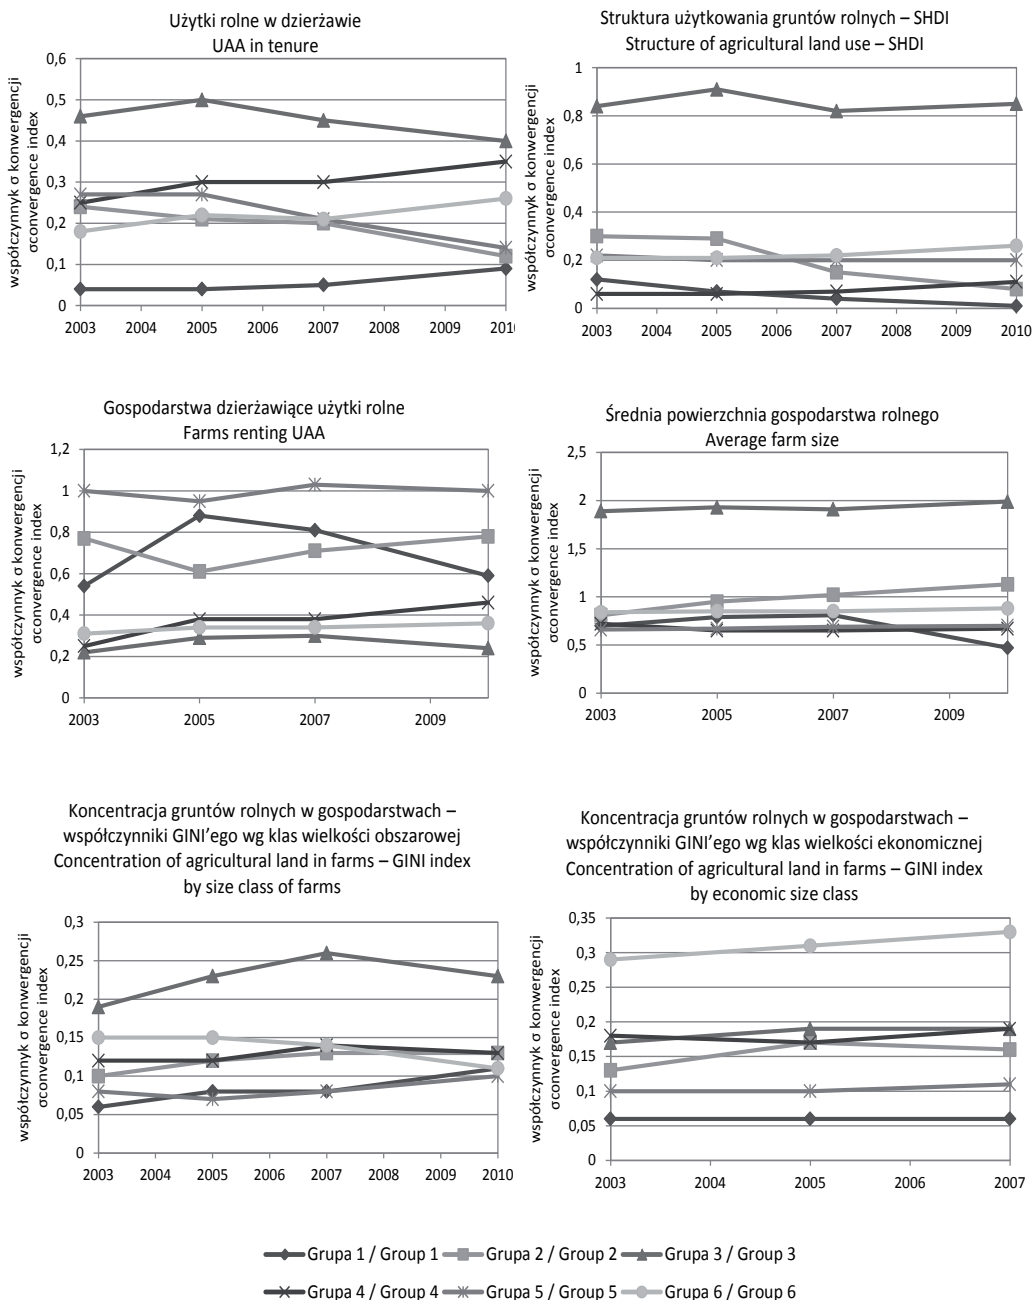 Użytki rolne w dzierżawie
UAA in tenure
współczynnyk σ konwergencji
σconvergence index
0,6
0,5
0,4
0,3
0,2
0,1
0
2003 2004 2005 2006 2007 2008 2009 2010
Struktura użytkowania gruntów rolnych – SHDI
Structure of agricultural land use – SHDI
współczynnyk σ konwergencji
σconvergence index
1
0,8
0,6
0,4
0,2
0
2003 2004 2005 2006 2007 2008 2009 2010
Gospodarstwa dzierżawiące użytki rolne
Farms renting UAA
współczynnyk σ konwergencji
σconvergence index
1,2
1
0,8
0,6
0,4
0,2
0
2003 2005 2007 2009
Średnia powierzchnia gospodarstwa rolnego
Average farm size
współczynnyk σ konwergencji
σconvergence index
2,5
2
1,5
1
0,5
0
2003 2005 2007 2009
Koncentracja gruntów rolnych w gospodarstwach –
współczynniki GINI’ego wg klas wielkości obszarowej
Concentration of agricultural land in farms – GINI index
by size class of farms
współczynnyk σ konwergencji
σconvergence index
0,3
0,25
0,2
0,15
0,1
0,05
0
2003 2004 2005 2006 2007 2008 2009 2010
Koncentracja gruntów rolnych w gospodarstwach –
współczynniki GINI’ego wg klas wielkości ekonomicznej
Concentration of agricultural land in farms – GINI index
by economic size class
współczynnyk σ konwergencji
σconvergence index
0,35
0,3
0,25
0,2
0,15
0,1
0,05
0
2003 2004 2005 2006 2007
Grupa 1 / Group 1 Grupa 2 / Group 2 Grupa 3 / Group 3
Grupa 4 / Group 4 Grupa 5 / Group 5 Grupa 6 / Group 6